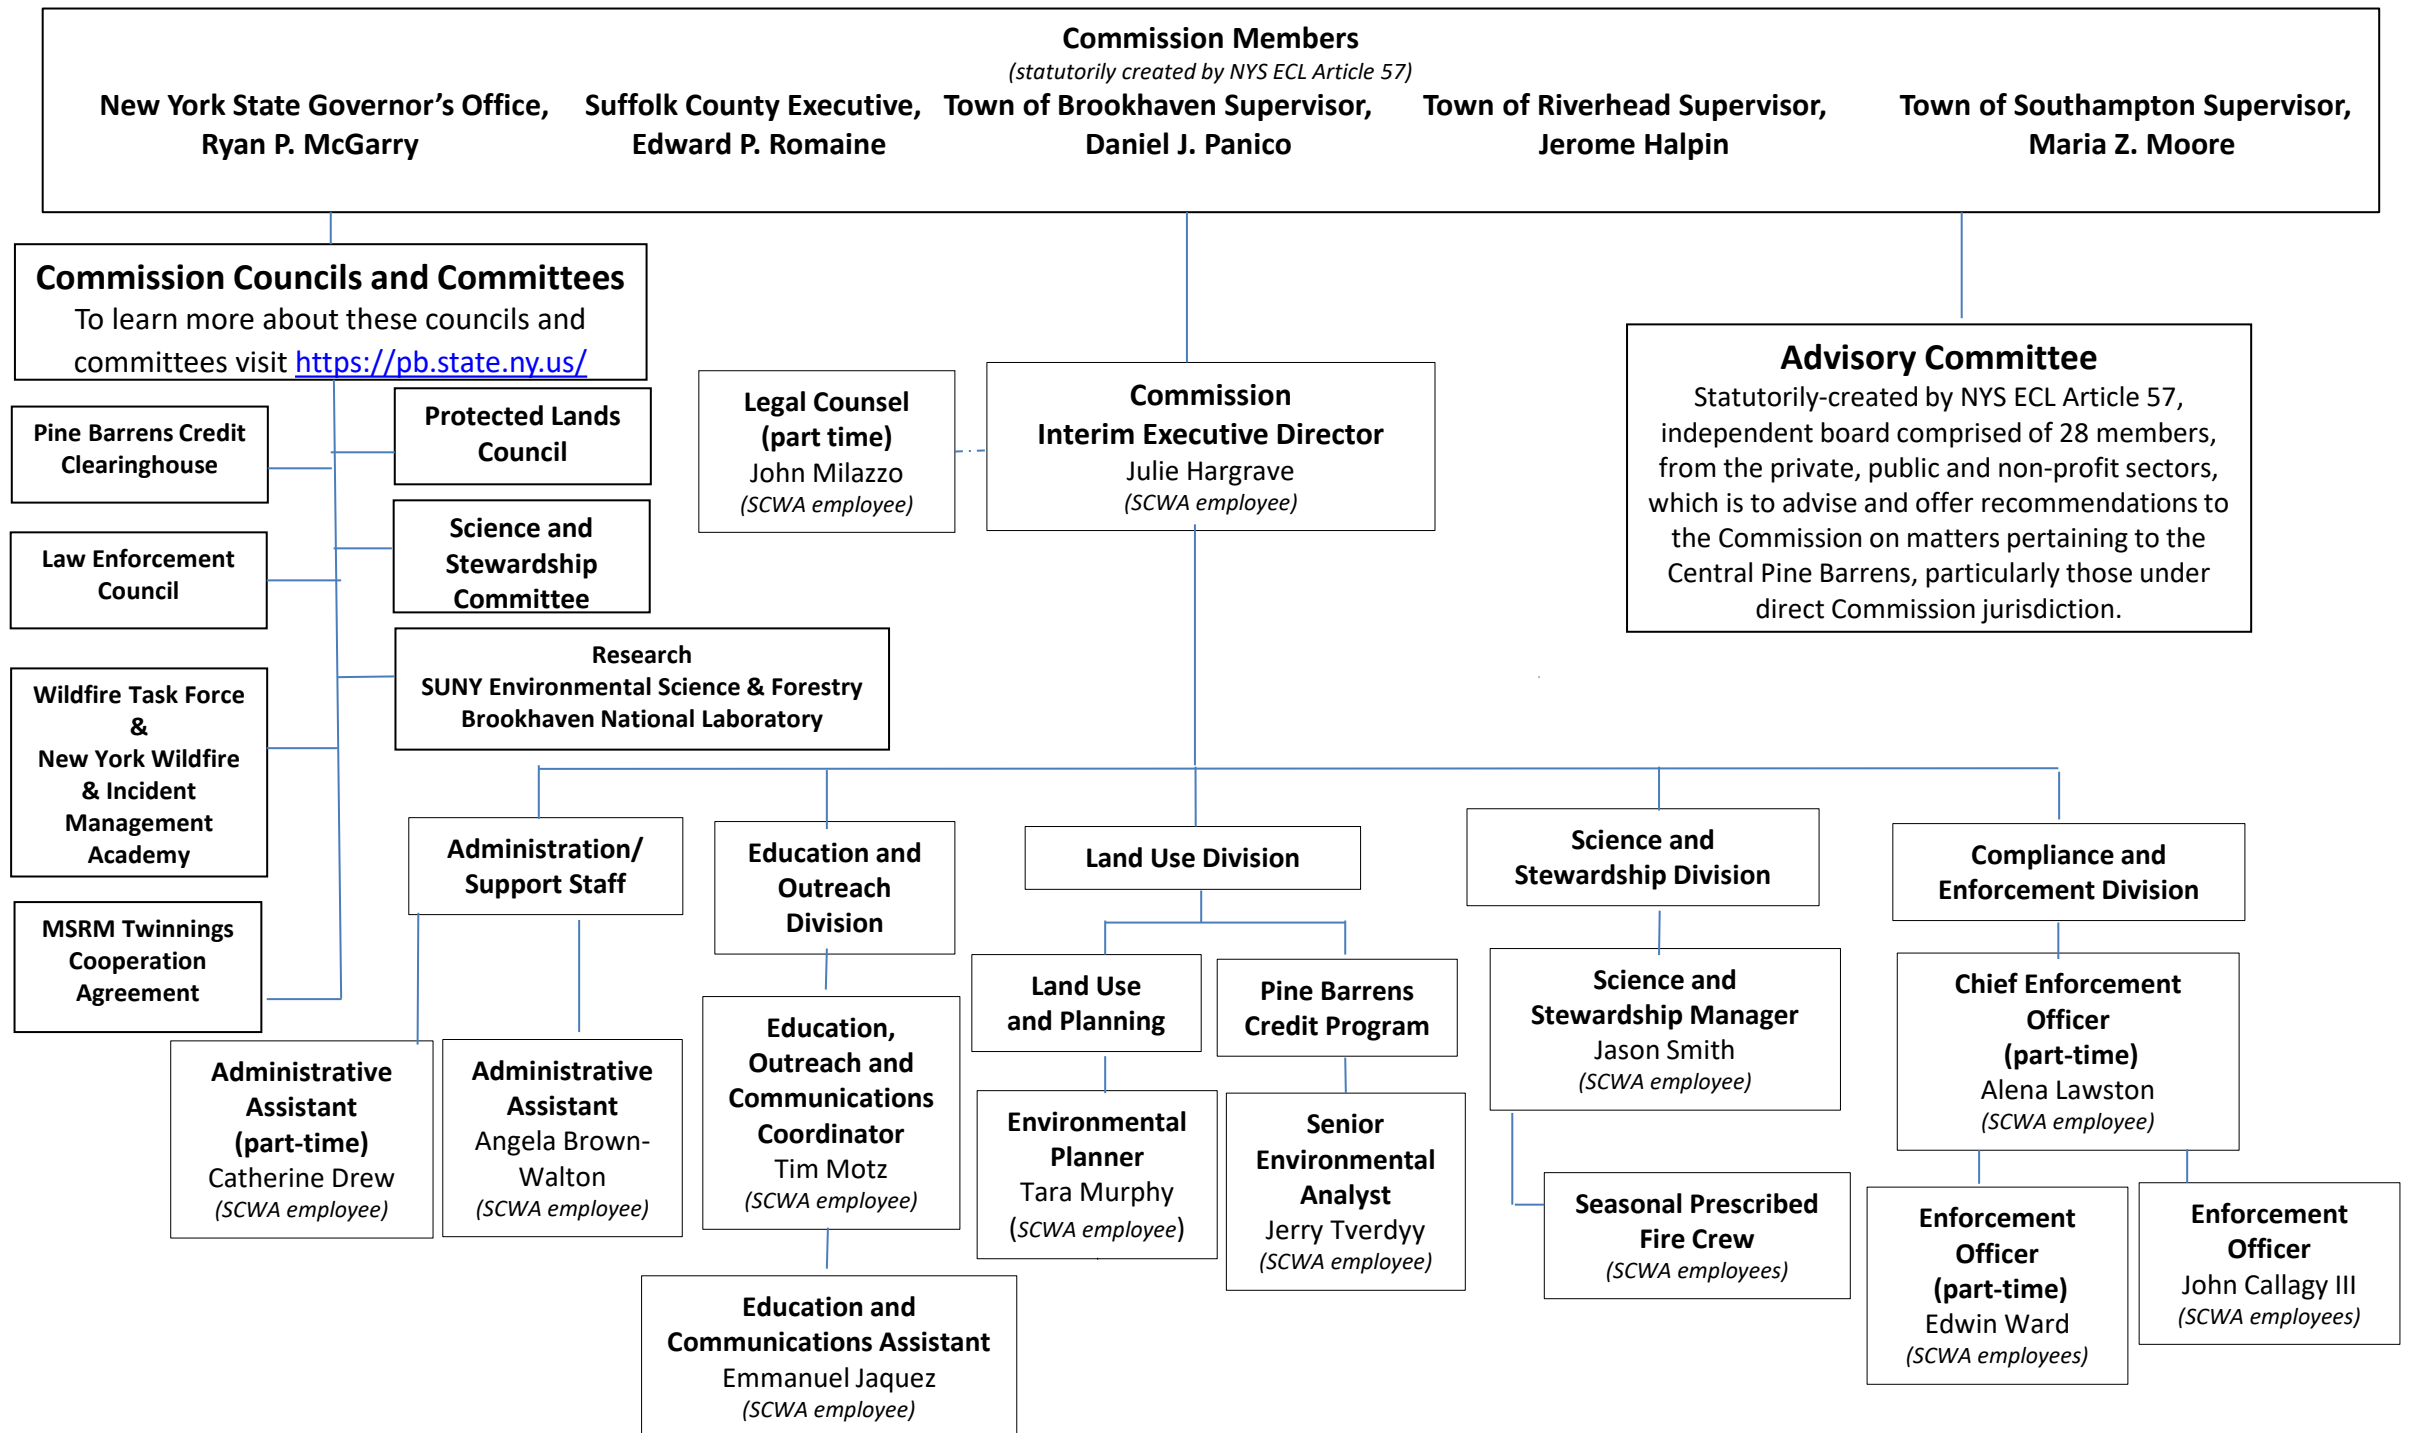 Commission Members
(statutorily created by NYS ECL Article 57)
New York State Governor's Office,
Ryan P. McGarry
Suffolk County Executive,
Edward P. Romaine
Town of Brookhaven Supervisor,
Daniel J. Panico
Town of Riverhead Supervisor,
Jerome Halpin
Town of Southampton Supervisor,
Maria Z. Moore
Commission Councils and Committees
To learn more about these councils and
committees visit https://pb.state.ny.us/
Pine Barrens Credit
Clearinghouse
Protected Lands
Council
Law Enforcement
Council
Science and
Stewardship
Committee
Research
SUNY Environmental Science & Forestry
Brookhaven National Laboratory
Wildfire Task Force
&
New York Wildfire
& Incident
Management
Academy
MSRM Twinnings
Cooperation
Agreement
Legal Counsel
(part time)
John Milazzo
(SCWA employee)
Commission
Interim Executive Director
Julie Hargrave
(SCWA employee)
Advisory Committee
Statutorily-created by NYS ECL Article 57,
independent board comprised of 28 members,
from the private, public and non-profit sectors,
which is to advise and offer recommendations to
the Commission on matters pertaining to the
Central Pine Barrens, particularly those under
direct Commission jurisdiction.
Administration/
Support Staff
Administrative
Assistant
(part-time)
Catherine Drew
(SCWA employee)
Administrative
Assistant
Angela Brown-
Walton
(SCWA employee)
Education and
Outreach
Division
Education,
Outreach and
Communications
Coordinator
Tim Motz
(SCWA employee)
Education and
Communications Assistant
Emmanuel Jaquez
(SCWA employee)
Land Use Division
Land Use
and Planning
Environmental
Planner
Tara Murphy
(SCWA employee)
Pine Barrens
Credit Program
Senior
Environmental
Analyst
Jerry Tverdyy
(SCWA employee)
Science and
Stewardship Division
Science and
Stewardship Manager
Jason Smith
(SCWA employee)
Seasonal Prescribed
Fire Crew
(SCWA employees)
Compliance and
Enforcement Division
Chief Enforcement
Officer
(part-time)
Alena Lawston
(SCWA employee)
Enforcement
Officer
(part-time)
Edwin Ward
(SCWA employees)
Enforcement
Officer
John Callagy III
(SCWA employees)